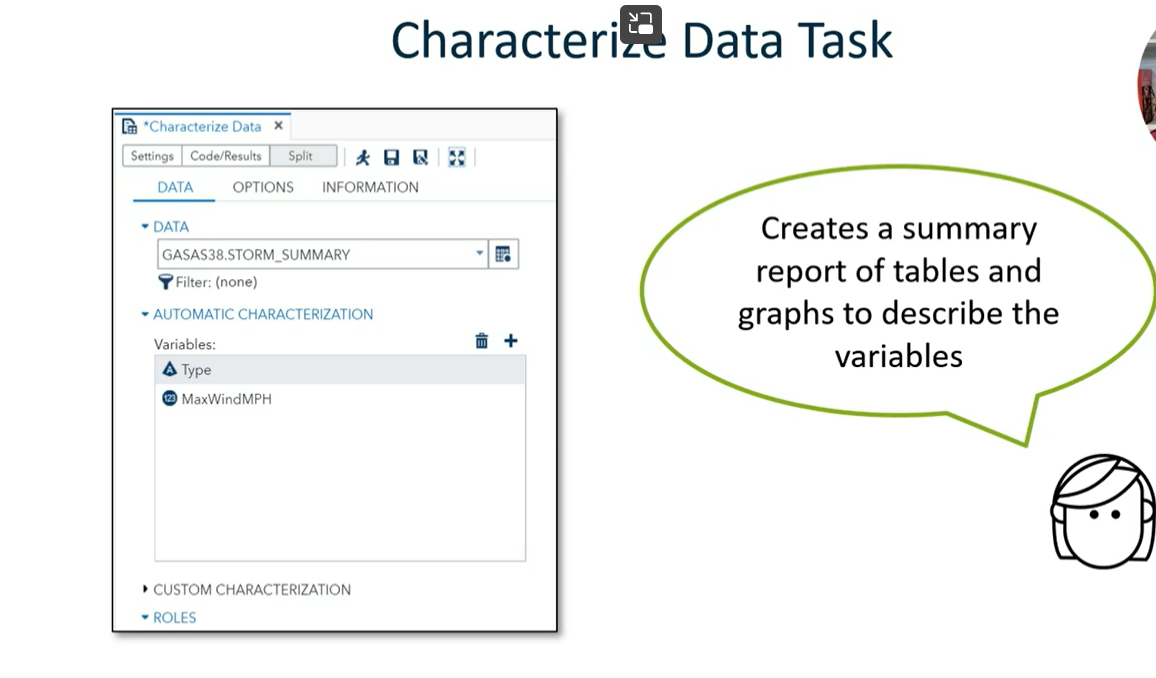 Characterize Data Task
*Characterize Data ×
Settings Code/Results Split
DATA OPTIONS INFORMATION
DATA
GASAS38.STORM_SUMMARY
Filter: (none)
AUTOMATIC CHARACTERIZATION
Variables:
Type
123 MaxWindMPH
CUSTOM CHARACTERIZATION
ROLES
Creates a summary
report of tables and
graphs to describe the
variables